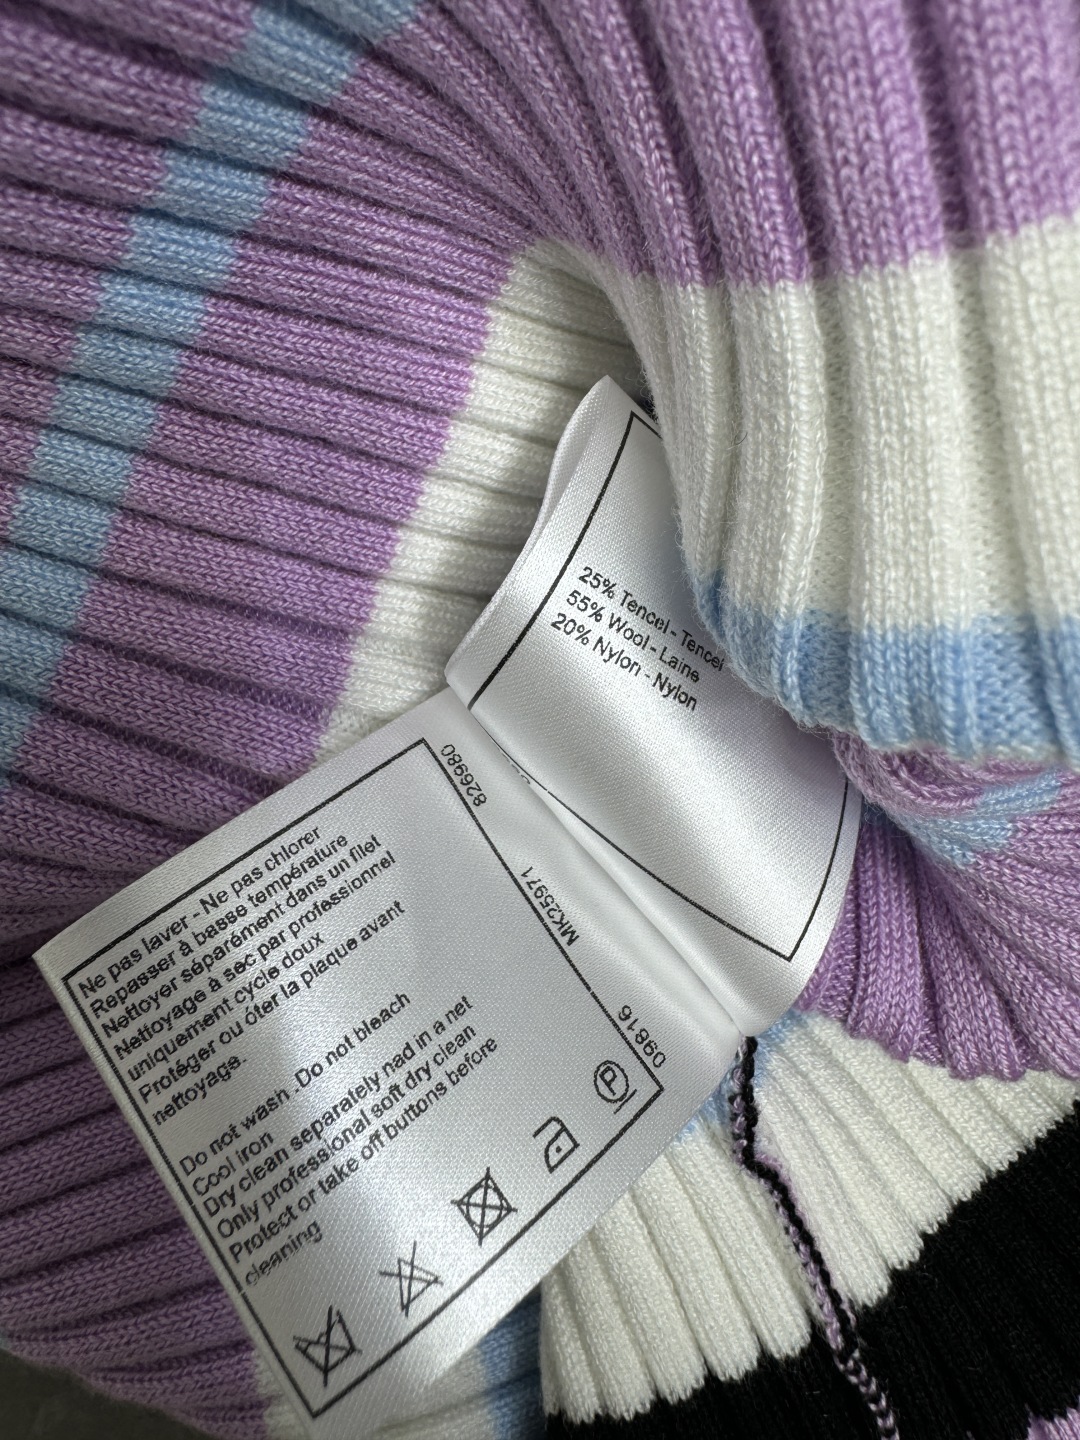 25% Tencel - Tencel
55% Wool - Laine
20% Nylon - Nylon
826980
MK25971
09816
Ne pas laver - Ne pas chlorer
Repasser à basse température
Nettoyer séparément dans un filet
Nettoyage à sec par professionnel
uniquement cycle doux
Protéger ou ôter la plaque avant
nettoyage.
Do not wash . Do not bleach
Cool iron
Dry clean separately nad in a net
Only professional soft dry clean
Protect or take off buttons before
cleaning
P